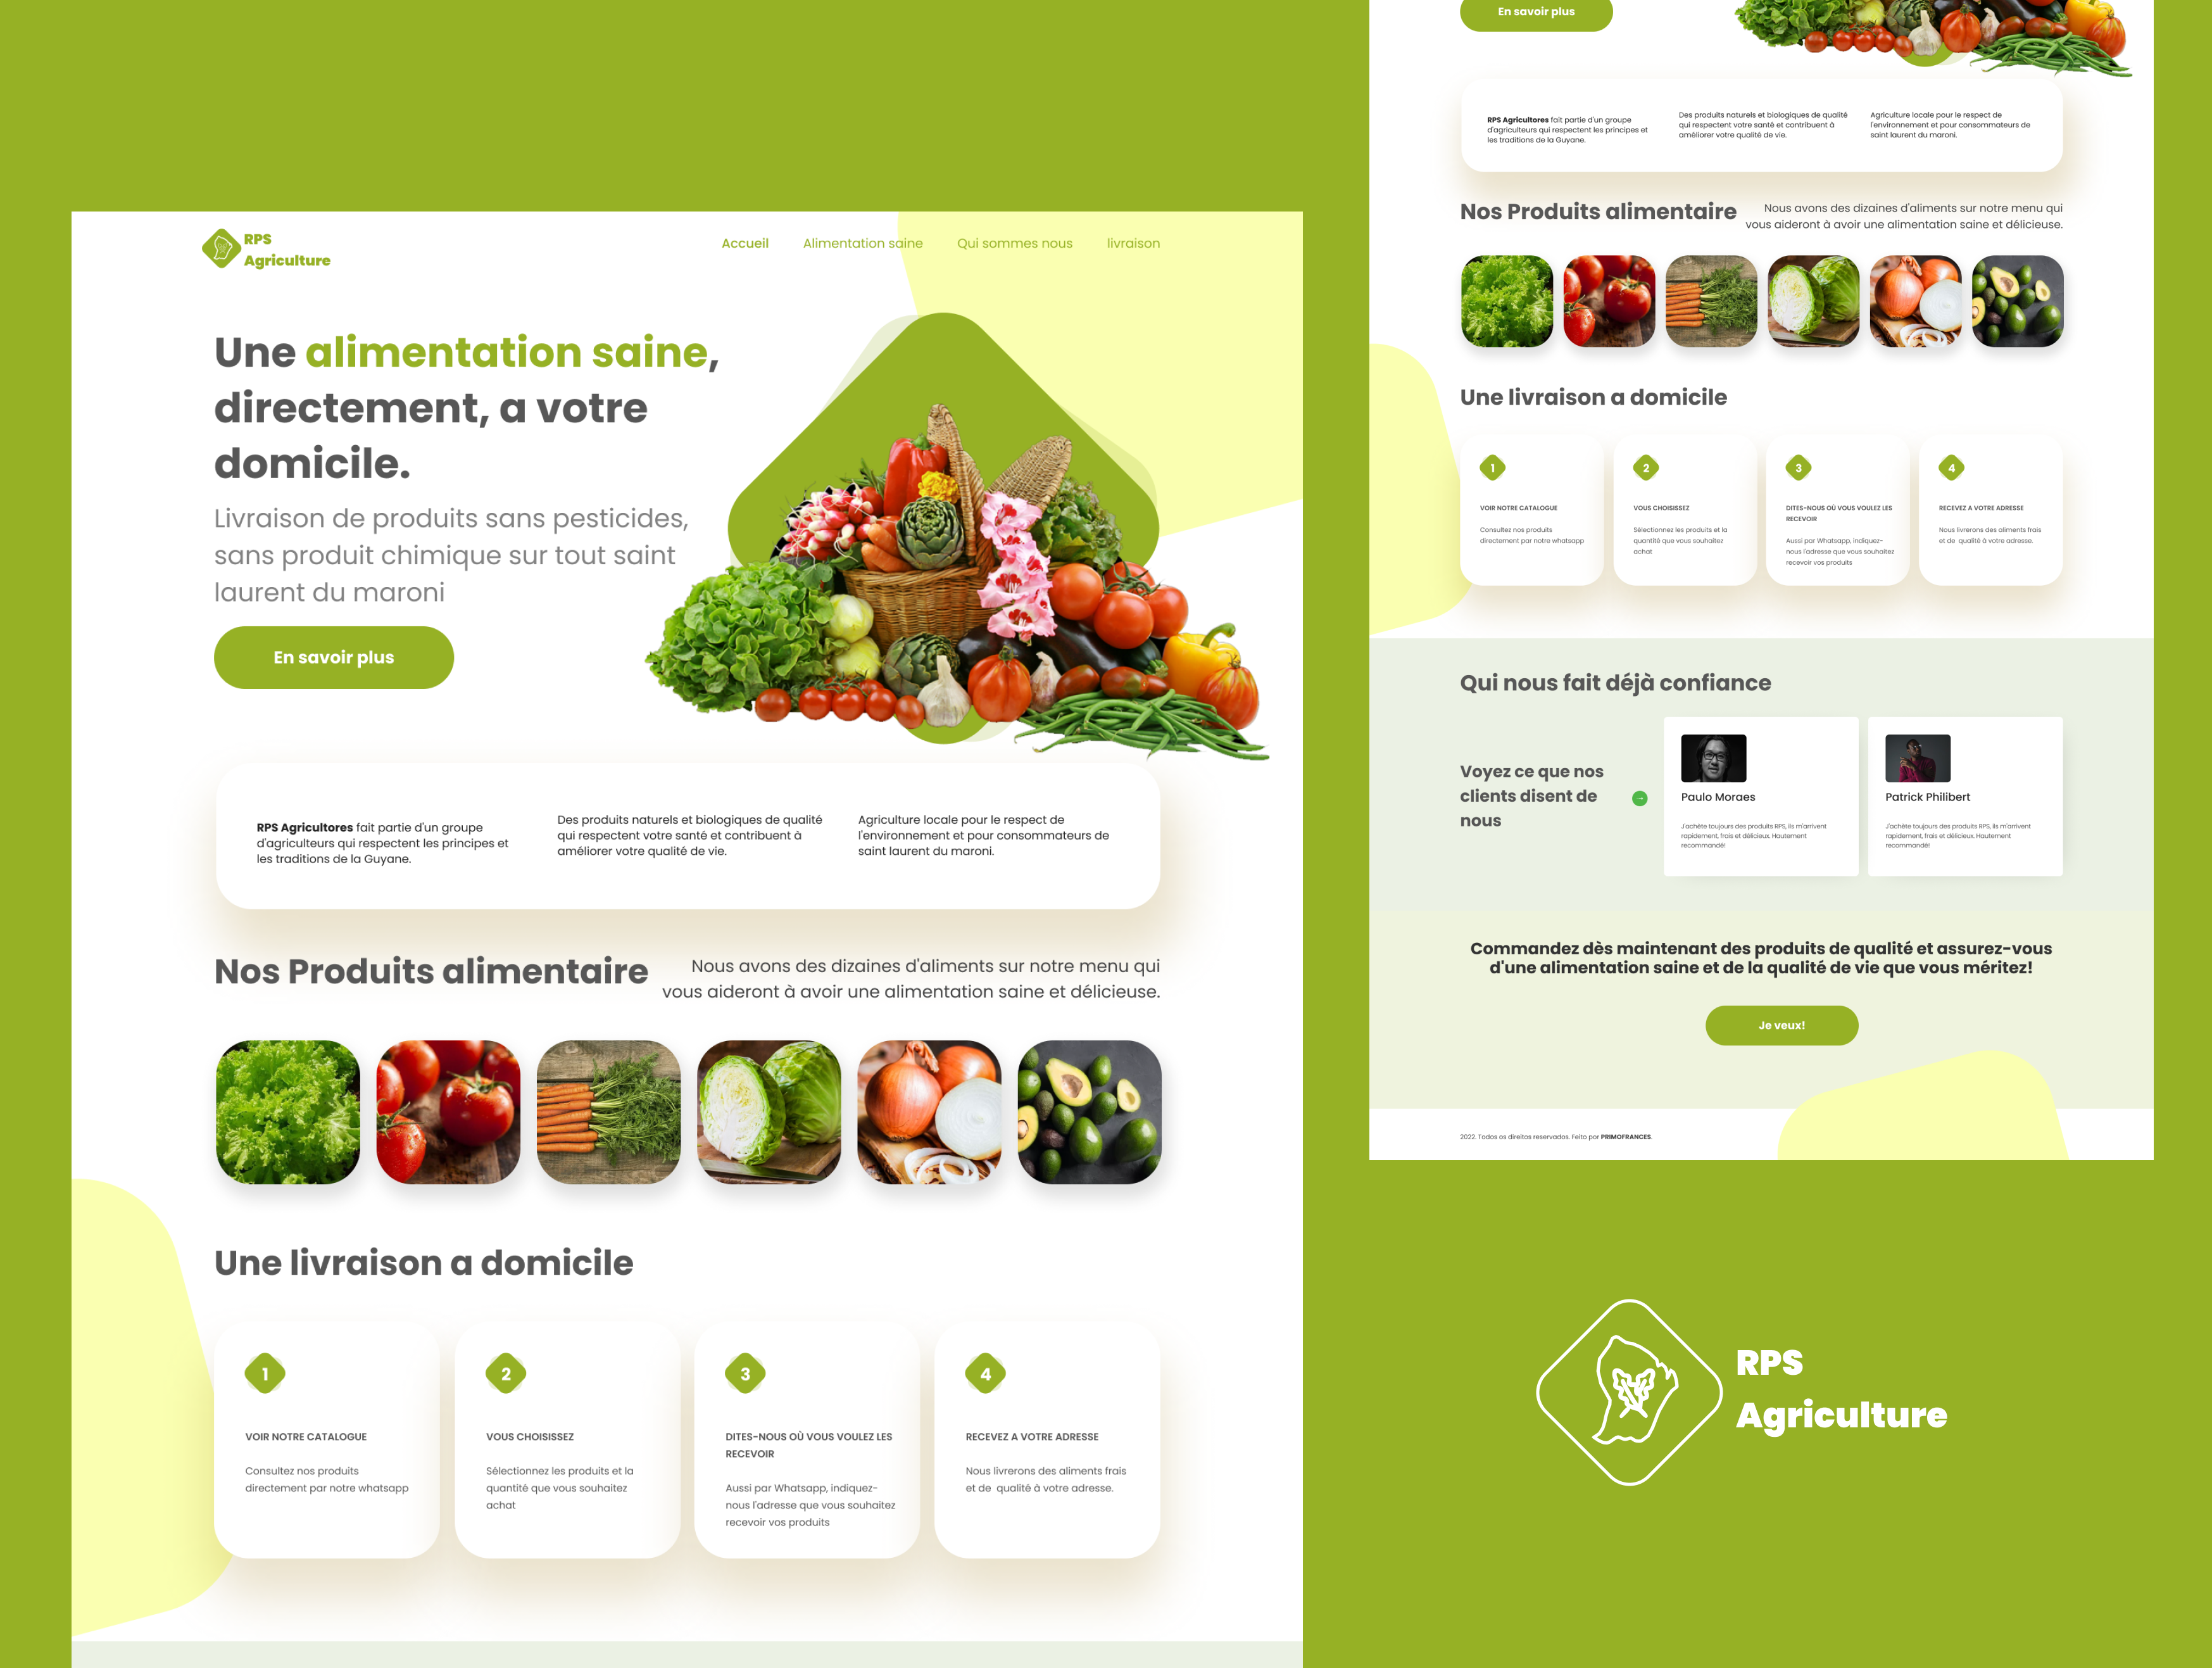 RPS
Agriculture
Accueil
Alimentation saine
Qui sommes nous
livraison
Une alimentation saine,
directement, a votre
domicile.
Livraison de produits sans pesticides,
sans produit chimique sur tout saint
laurent du maroni
En savoir plus
RPS Agricultores fait partie d'un groupe
d'agriculteurs qui respectent les principes et
les traditions de la Guyane.
Des produits naturels et biologiques de qualité
qui respectent votre santé et contribuent à
améliorer votre qualité de vie.
Agriculture locale pour le respect de
l'environnement et pour consommateurs de
saint laurent du maroni.
Nos Produits alimentaire
Nous avons des dizaines d'aliments sur notre menu qui
vous aideront à avoir une alimentation saine et délicieuse.
Une livraison a domicile
1
VOIR NOTRE CATALOGUE
Consultez nos produits
directement par notre whatsapp
2
VOUS CHOISISSEZ
Sélectionnez les produits et la
quantité que vous souhaitez
achat
3
DITES-NOUS OÙ VOUS VOULEZ LES
RECEVOIR
Aussi par Whatsapp, indiquez-
nous l'adresse que vous souhaitez
recevoir vos produits
4
RECEVEZ A VOTRE ADRESSE
Nous livrerons des aliments frais
et de qualité à votre adresse.
En savoir plus
RPS Agricultores fait partie d'un groupe
d'agriculteurs qui respectent les principes et
les traditions de la Guyane.
Des produits naturels et biologiques de qualité
qui respectent votre santé et contribuent à
améliorer votre qualité de vie.
Agriculture locale pour le respect de
l'environnement et pour consommateurs de
saint laurent du maroni.
Nos Produits alimentaire
Nous avons des dizaines d'aliments sur notre menu qui
vous aideront à avoir une alimentation saine et délicieuse.
Une livraison a domicile
1
VOIR NOTRE CATALOGUE
Consultez nos produits
directement par notre whatsapp
2
VOUS CHOISISSEZ
Sélectionnez les produits et la
quantité que vous souhaitez
achat
3
DITES-NOUS OÙ VOUS VOULEZ LES
RECEVOIR
Aussi par Whatsapp, indiquez-
nous l'adresse que vous souhaitez
recevoir vos produits
4
RECEVEZ A VOTRE ADRESSE
Nous livrerons des aliments frais
et de qualité à votre adresse.
Qui nous fait déjà confiance
Voyez ce que nos
clients disent de
nous
Paulo Moraes
J'achète toujours des produits RPS, ils m'arrivent
rapidement, frais et délicieux. Hautement
recommandé!
Patrick Philibert
J'achète toujours des produits RPS, ils m'arrivent
rapidement, frais et délicieux. Hautement
recommandé!
Commandez dès maintenant des produits de qualité et assurez-vous
d'une alimentation saine et de la qualité de vie que vous méritez!
Je veux!
2022. Todos os direitos reservados. Feito por PRIMOFRANCES.
RPS
Agriculture